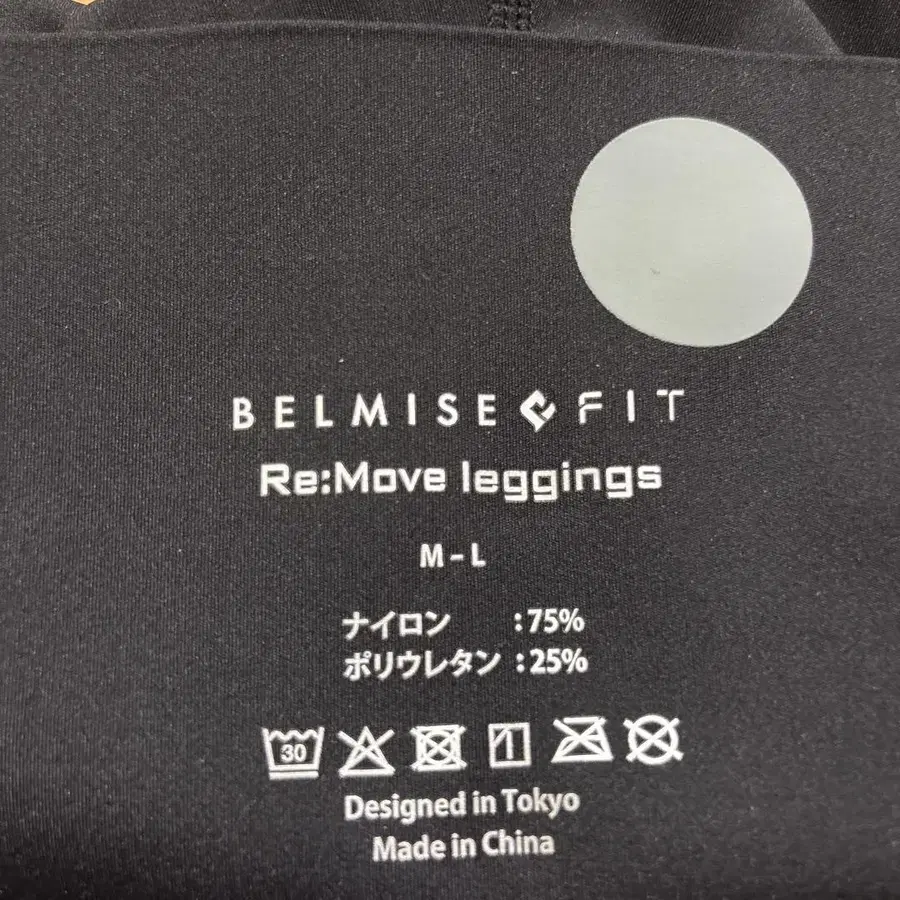 BELMISE FIT
Re:Move leggings
M-L
ナイロン :75%
ポリウレタン :25%
30
Designed in Tokyo
Made in China